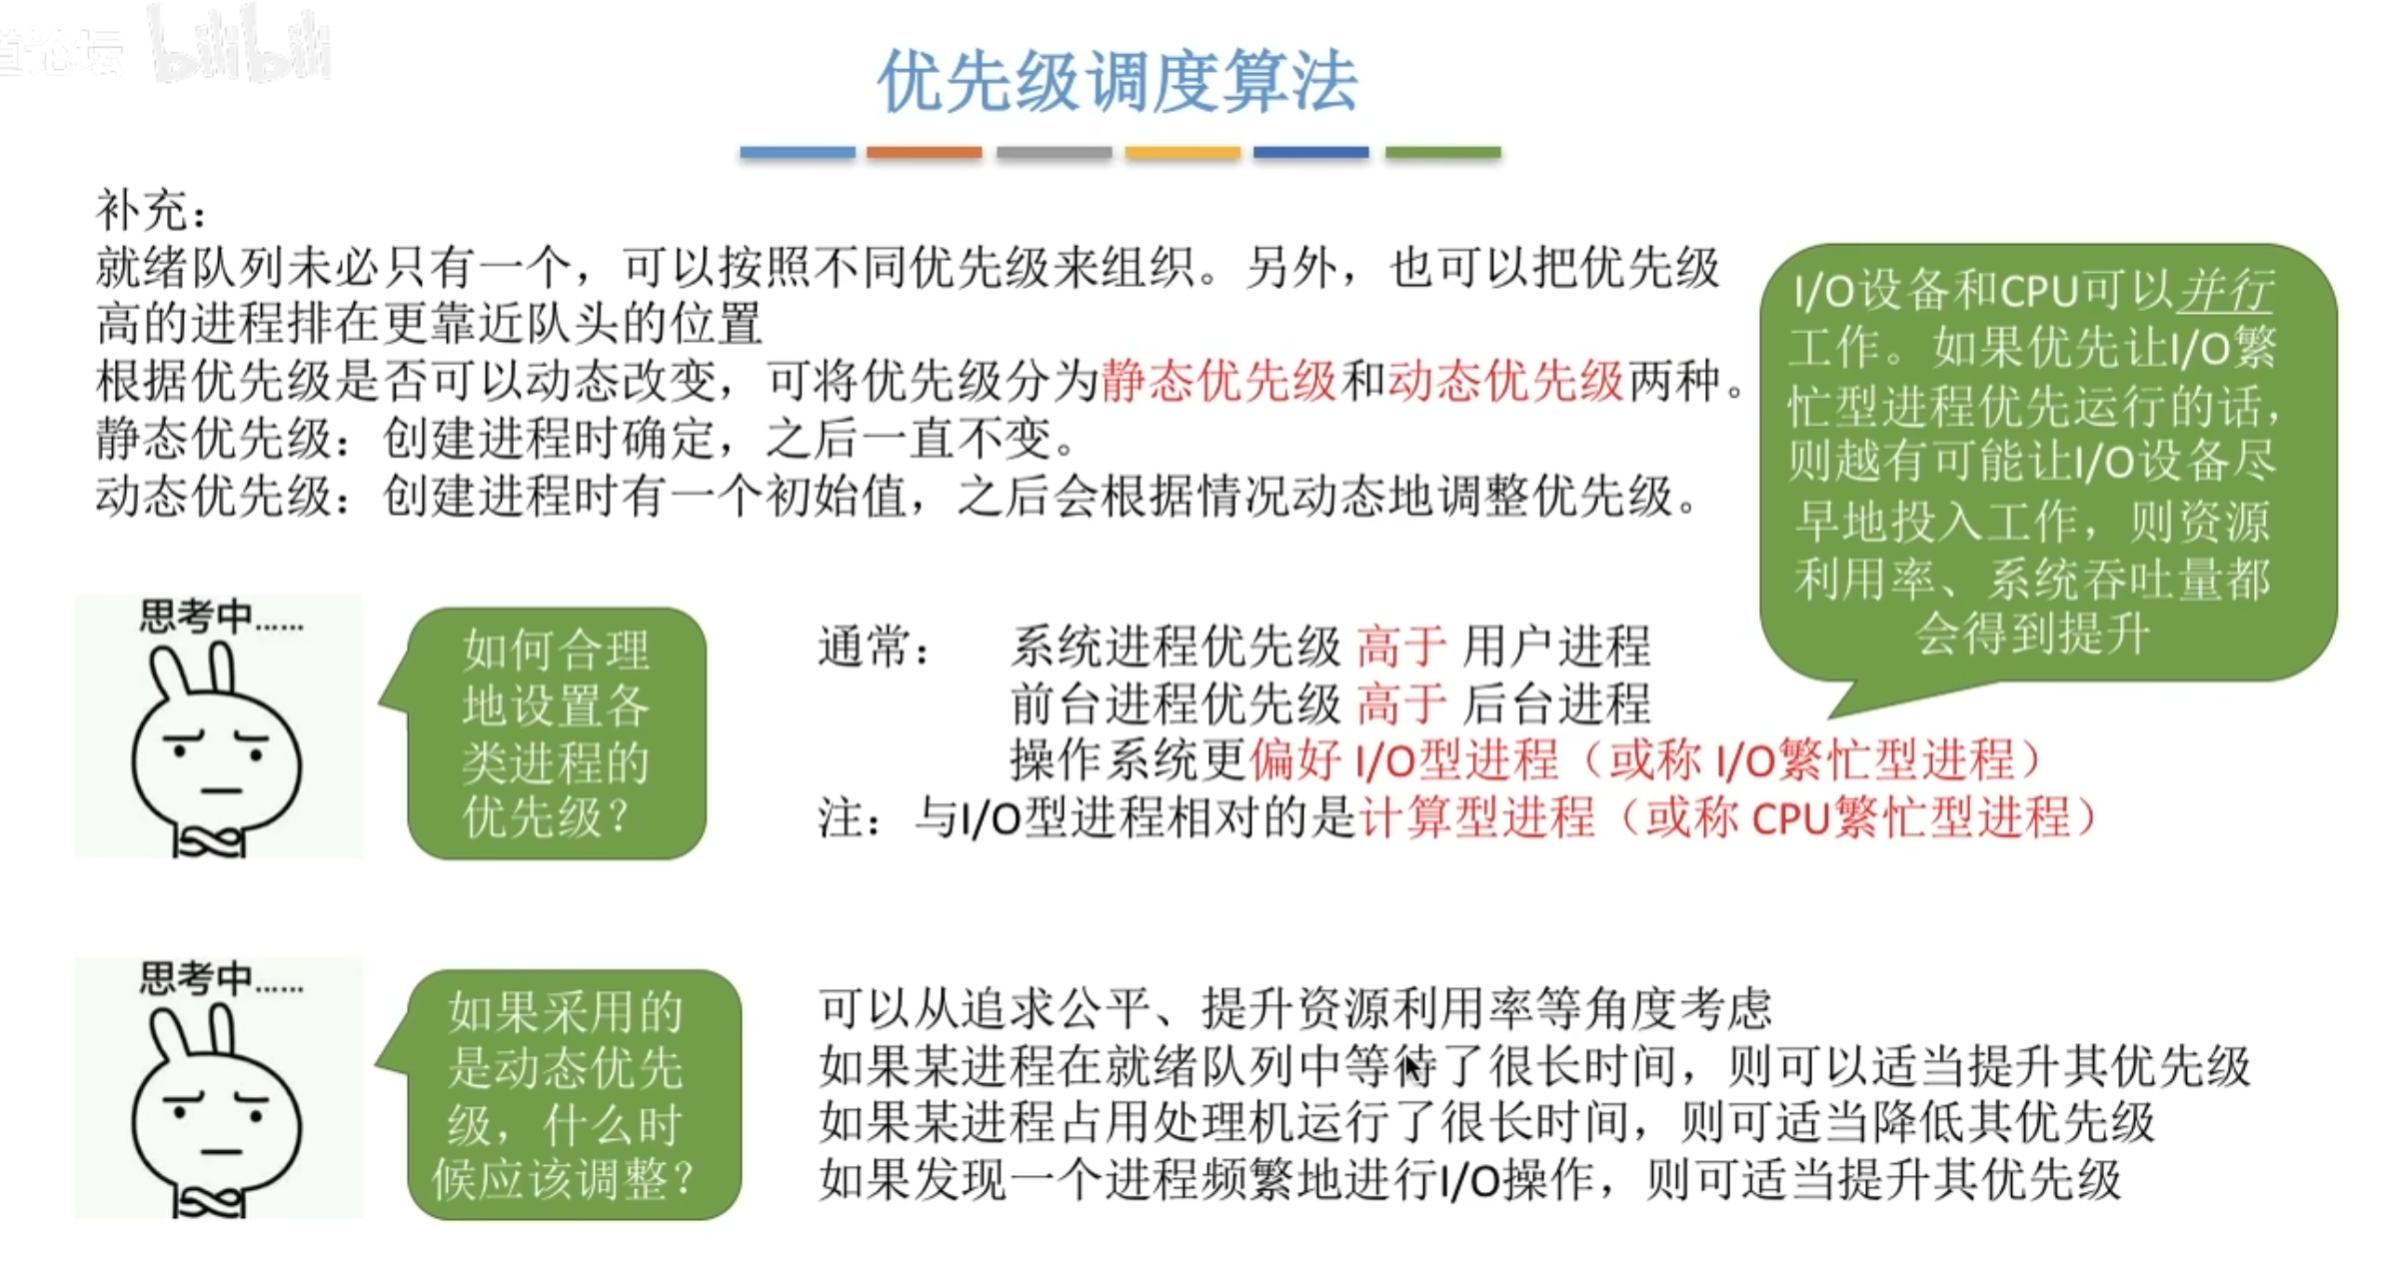 道论坛 bilibili
优先级调度算法
补充：
就绪队列未必只有一个，可以按照不同优先级来组织。另外，也可以把优先级
高的进程排在更靠近队头的位置
根据优先级是否可以动态改变，可将优先级分为静态优先级和动态优先级两种。
静态优先级：创建进程时确定，之后一直不变。
动态优先级：创建进程时有一个初始值，之后会根据情况动态地调整优先级。
I/O设备和CPU可以并行
工作。如果优先让I/O繁
忙型进程优先运行的话，
则越有可能让I/O设备尽
早地投入工作，则资源
利用率、系统吞吐量都
会得到提升
思考中……
如何合理
地设置各
类进程的
优先级？
通常： 系统进程优先级 高于 用户进程
前台进程优先级 高于 后台进程
操作系统更偏好 I/O型进程（或称 I/O繁忙型进程）
注：与I/O型进程相对的是计算型进程（或称 CPU繁忙型进程）
思考中……
如果采用的
是动态优先
级，什么时
候应该调整？
可以从追求公平、提升资源利用率等角度考虑
如果某进程在就绪队列中等待了很长时间，则可以适当提升其优先级
如果某进程占用处理机运行了很长时间，则可适当降低其优先级
如果发现一个进程频繁地进行I/O操作，则可适当提升其优先级